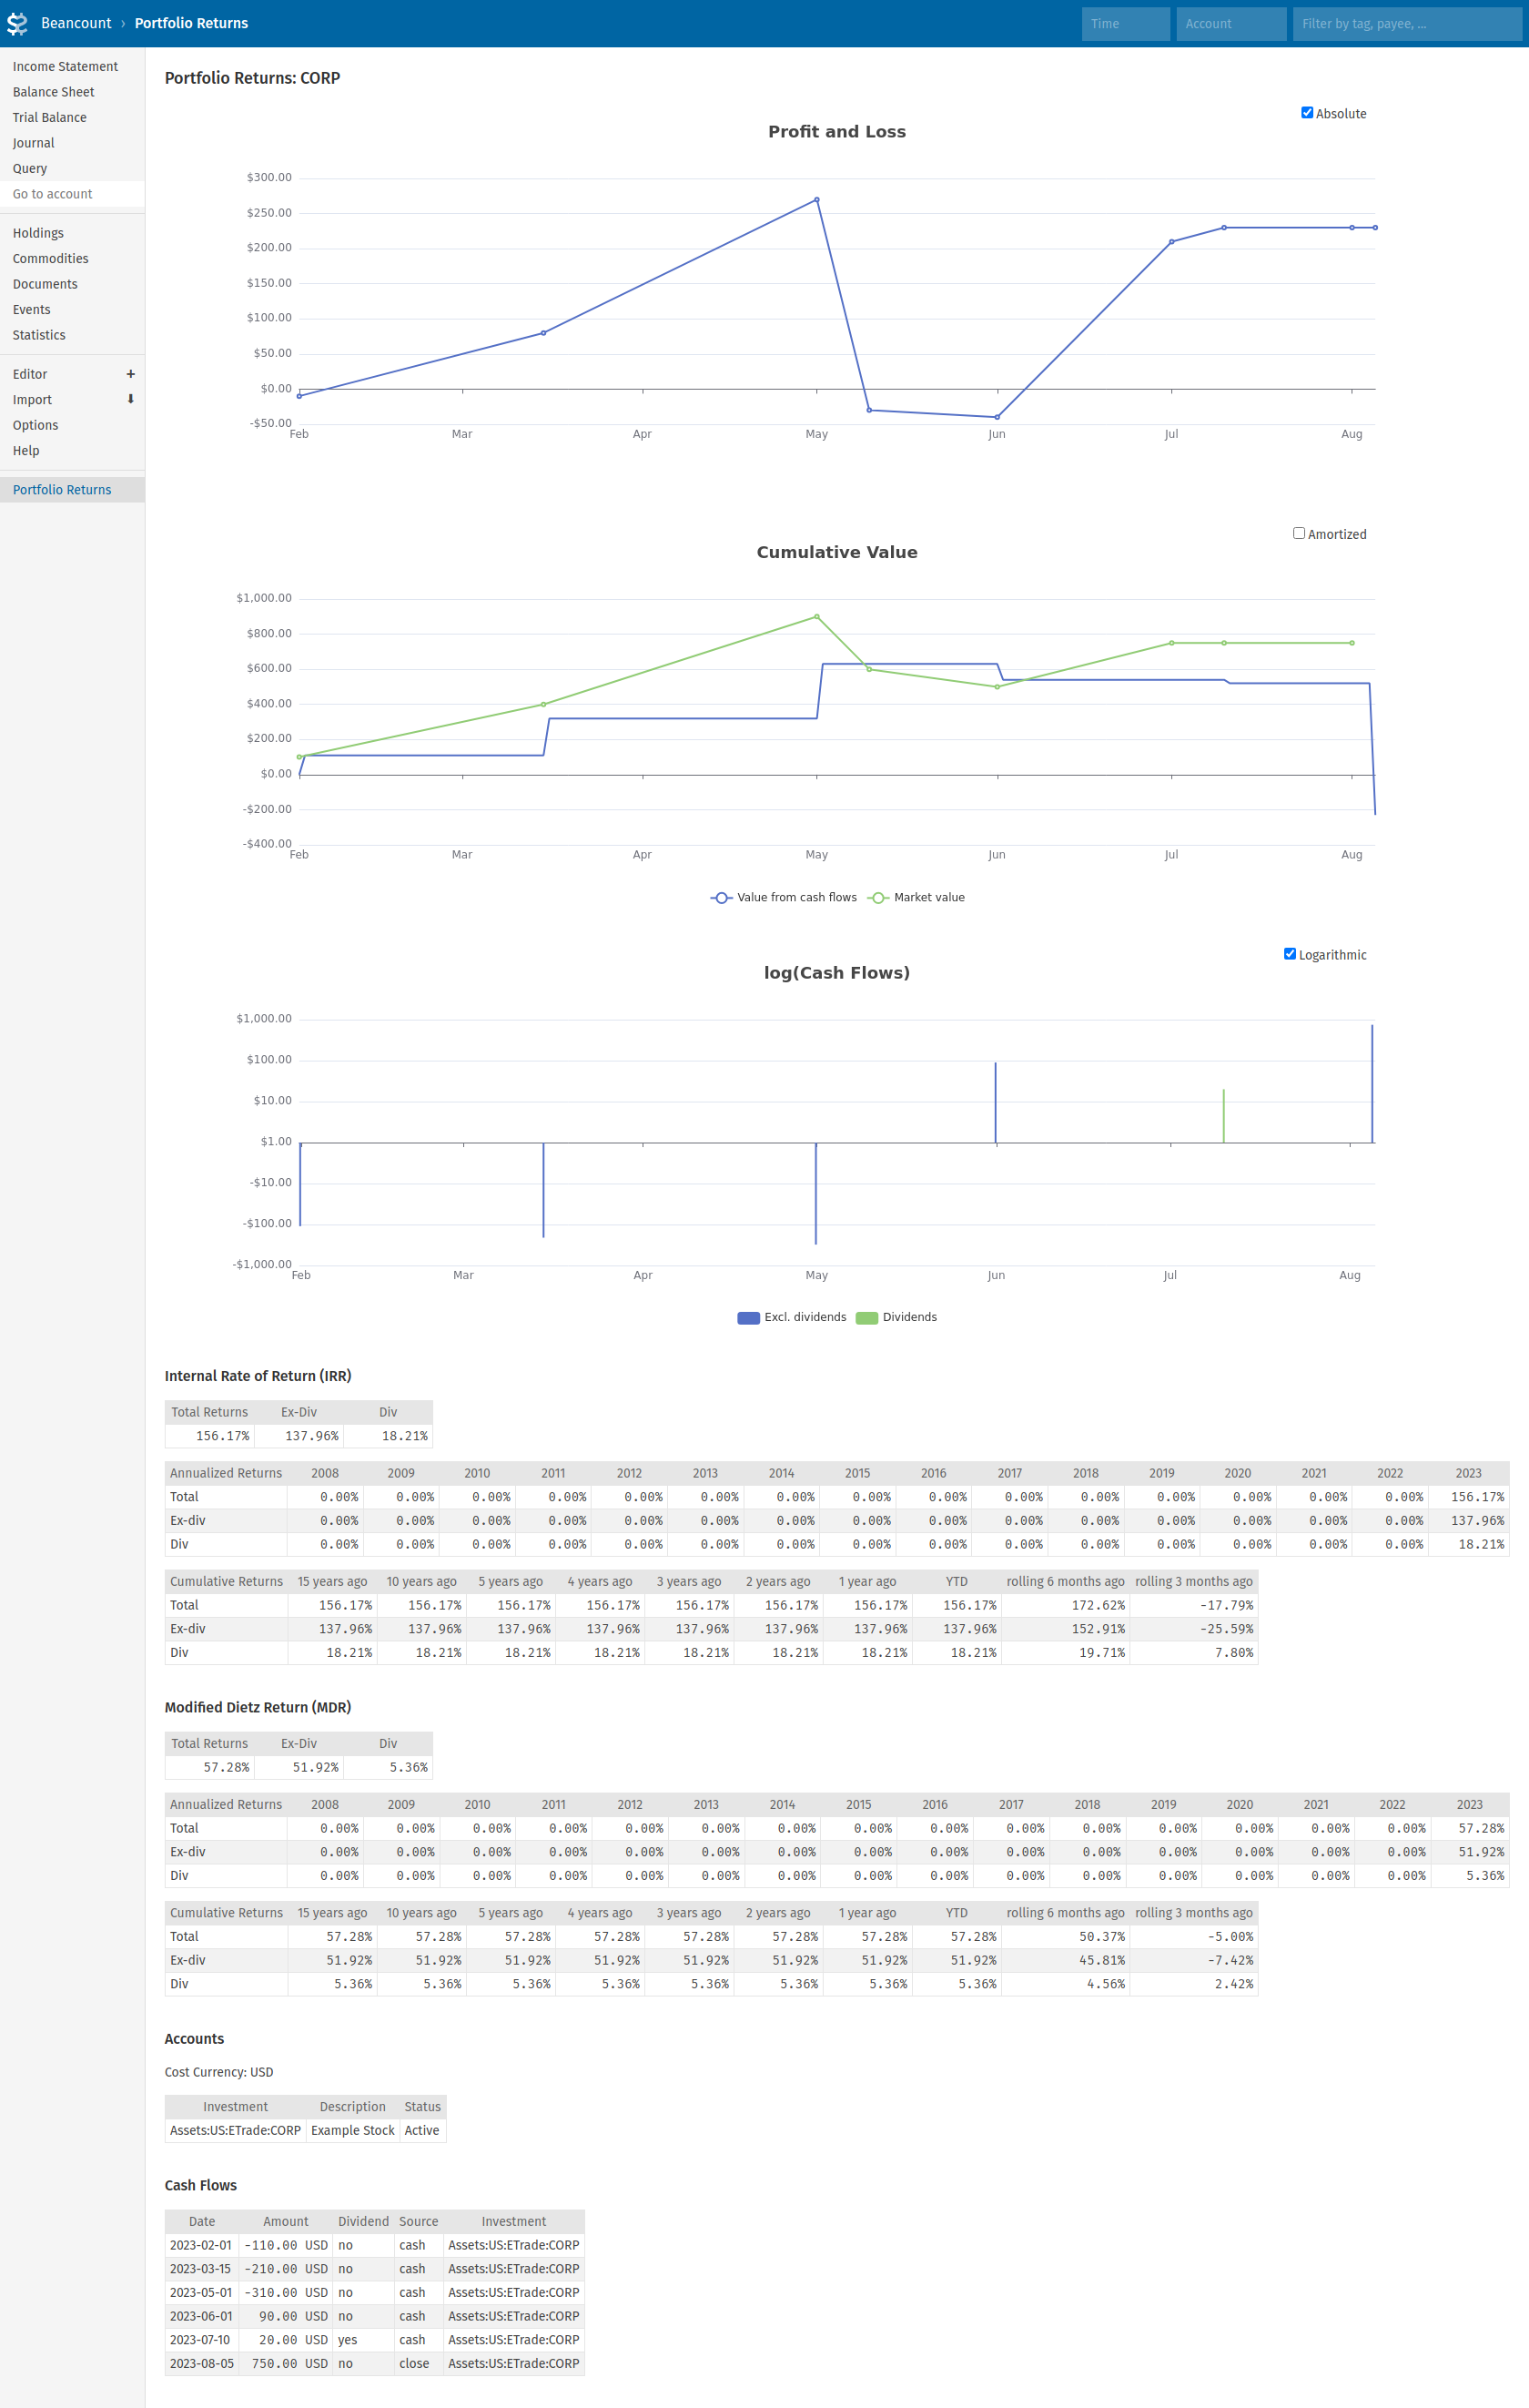 Beancount › Portfolio Returns
Time
Account
Filter by tag, payee, ...
Income Statement
Balance Sheet
Trial Balance
Journal
Query
Go to account
Holdings
Commodities
Documents
Events
Statistics
Editor +
Import
Options
Help
Portfolio Returns
Portfolio Returns: CORP
Absolute
Profit and Loss
$300.00
$250.00
$200.00
$150.00
$100.00
$50.00
$0.00
-$50.00
Feb Mar Apr May Jun Jul Aug
Amortized
Cumulative Value
$1,000.00
$800.00
$600.00
$400.00
$200.00
$0.00
-$200.00
-$400.00
Feb Mar Apr May Jun Jul Aug
Value from cash flows Market value
Logarithmic
log(Cash Flows)
$1,000.00
$100.00
$10.00
$1.00
-$10.00
-$100.00
-$1,000.00
Feb Mar Apr May Jun Jul Aug
Excl. dividends Dividends
Internal Rate of Return (IRR)
Total Returns Ex-Div Div
156.17% 137.96% 18.21%
Annualized Returns 2008 2009 2010 2011 2012 2013 2014 2015 2016 2017 2018 2019 2020 2021 2022 2023
Total 0.00% 0.00% 0.00% 0.00% 0.00% 0.00% 0.00% 0.00% 0.00% 0.00% 0.00% 0.00% 0.00% 0.00% 0.00% 156.17%
Ex-div 0.00% 0.00% 0.00% 0.00% 0.00% 0.00% 0.00% 0.00% 0.00% 0.00% 0.00% 0.00% 0.00% 0.00% 0.00% 137.96%
Div 0.00% 0.00% 0.00% 0.00% 0.00% 0.00% 0.00% 0.00% 0.00% 0.00% 0.00% 0.00% 0.00% 0.00% 0.00% 18.21%
Cumulative Returns 15 years ago 10 years ago 5 years ago 4 years ago 3 years ago 2 years ago 1 year ago YTD rolling 6 months ago rolling 3 months ago
Total 156.17% 156.17% 156.17% 156.17% 156.17% 156.17% 156.17% 156.17% 172.62% -17.79%
Ex-div 137.96% 137.96% 137.96% 137.96% 137.96% 137.96% 137.96% 137.96% 152.91% -25.59%
Div 18.21% 18.21% 18.21% 18.21% 18.21% 18.21% 18.21% 18.21% 19.71% 7.80%
Modified Dietz Return (MDR)
Total Returns Ex-Div Div
57.28% 51.92% 5.36%
Annualized Returns 2008 2009 2010 2011 2012 2013 2014 2015 2016 2017 2018 2019 2020 2021 2022 2023
Total 0.00% 0.00% 0.00% 0.00% 0.00% 0.00% 0.00% 0.00% 0.00% 0.00% 0.00% 0.00% 0.00% 0.00% 0.00% 57.28%
Ex-div 0.00% 0.00% 0.00% 0.00% 0.00% 0.00% 0.00% 0.00% 0.00% 0.00% 0.00% 0.00% 0.00% 0.00% 0.00% 51.92%
Div 0.00% 0.00% 0.00% 0.00% 0.00% 0.00% 0.00% 0.00% 0.00% 0.00% 0.00% 0.00% 0.00% 0.00% 0.00% 5.36%
Cumulative Returns 15 years ago 10 years ago 5 years ago 4 years ago 3 years ago 2 years ago 1 year ago YTD rolling 6 months ago rolling 3 months ago
Total 57.28% 57.28% 57.28% 57.28% 57.28% 57.28% 57.28% 57.28% 50.37% -5.00%
Ex-div 51.92% 51.92% 51.92% 51.92% 51.92% 51.92% 51.92% 51.92% 45.81% -7.42%
Div 5.36% 5.36% 5.36% 5.36% 5.36% 5.36% 5.36% 5.36% 4.56% 2.42%
Accounts
Cost Currency: USD
Investment Description Status
Assets:US:ETrade:CORP Example Stock Active
Cash Flows
Date Amount Dividend Source Investment
2023-02-01 -110.00 USD no cash Assets:US:ETrade:CORP
2023-03-15 -210.00 USD no cash Assets:US:ETrade:CORP
2023-05-01 -310.00 USD no cash Assets:US:ETrade:CORP
2023-06-01 90.00 USD no cash Assets:US:ETrade:CORP
2023-07-10 20.00 USD yes cash Assets:US:ETrade:CORP
2023-08-05 750.00 USD no close Assets:US:ETrade:CORP